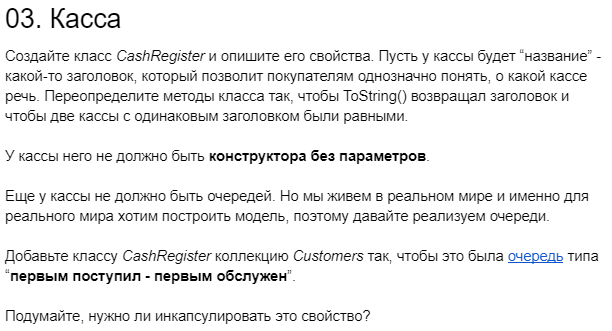 03. Касса
Создайте класс CashRegister и опишите его свойства. Пусть у кассы будет “название” -
какой-то заголовок, который позволит покупателям однозначно понять, о какой кассе
речь. Переопределите методы класса так, чтобы ToString() возвращал заголовок и
чтобы две кассы с одинаковым заголовком были равными.
У кассы него не должно быть конструктора без параметров.
Еще у кассы не должно быть очередей. Но мы живем в реальном мире и именно для
реального мира хотим построить модель, поэтому давайте реализуем очереди.
Добавьте классу CashRegister коллекцию Customers так, чтобы это была очередь типа
“первым поступил - первым обслужен”.
Подумайте, нужно ли инкапсулировать это свойство?